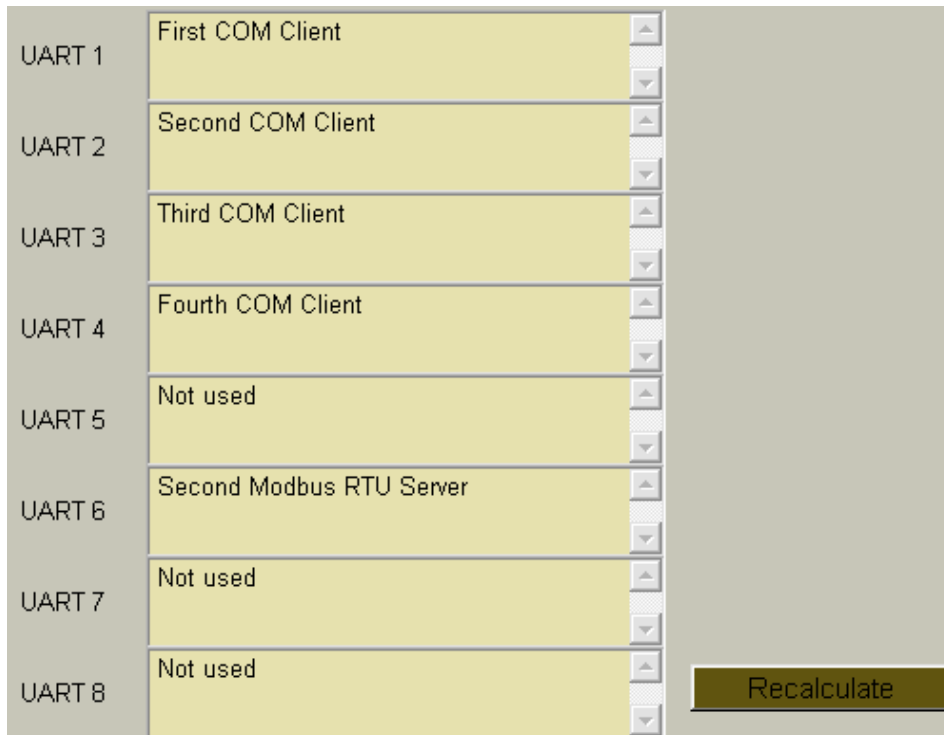 UART 1
First COM Client
UART 2
Second COM Client
UART 3
Third COM Client
UART 4
Fourth COM Client
UART 5
Not used
UART 6
Second Modbus RTU Server
UART 7
Not used
UART 8
Not used
Recalculate